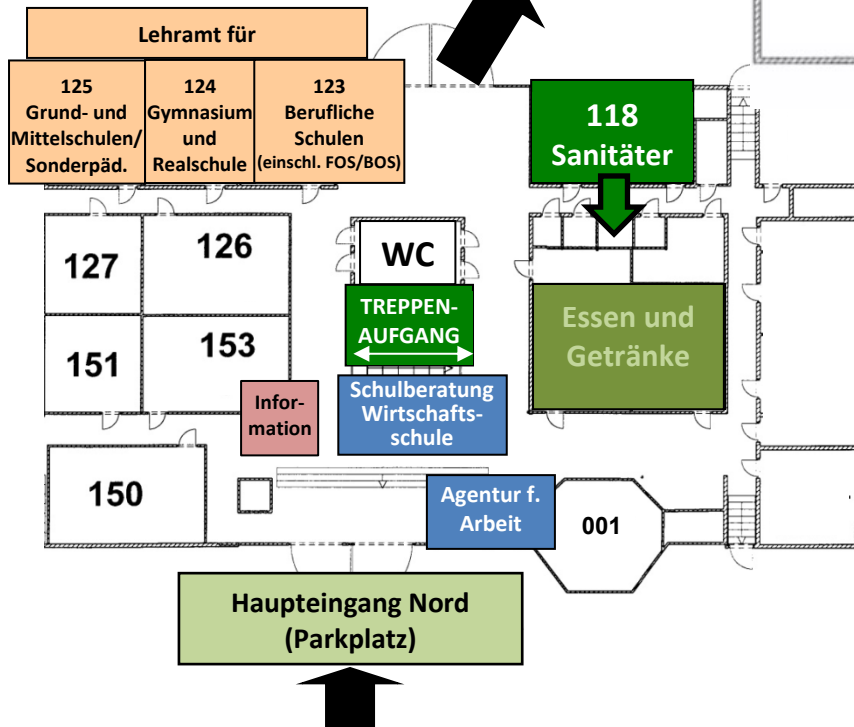 Lehramt für
125
Grund- und
Mittelschulen/
Sonderpäd.
124
Gymnasium
und
Realschule
123
Berufliche
Schulen
(einschl. FOS/BOS)
118
Sanitäter
127
126
WC
TREPPEN-
AUFGANG
Essen und
Getränke
151
153
Infor-
mation
Schulberatung
Wirtschafts-
schule
150
Agentur f.
Arbeit
001
Haupteingang Nord
(Parkplatz)